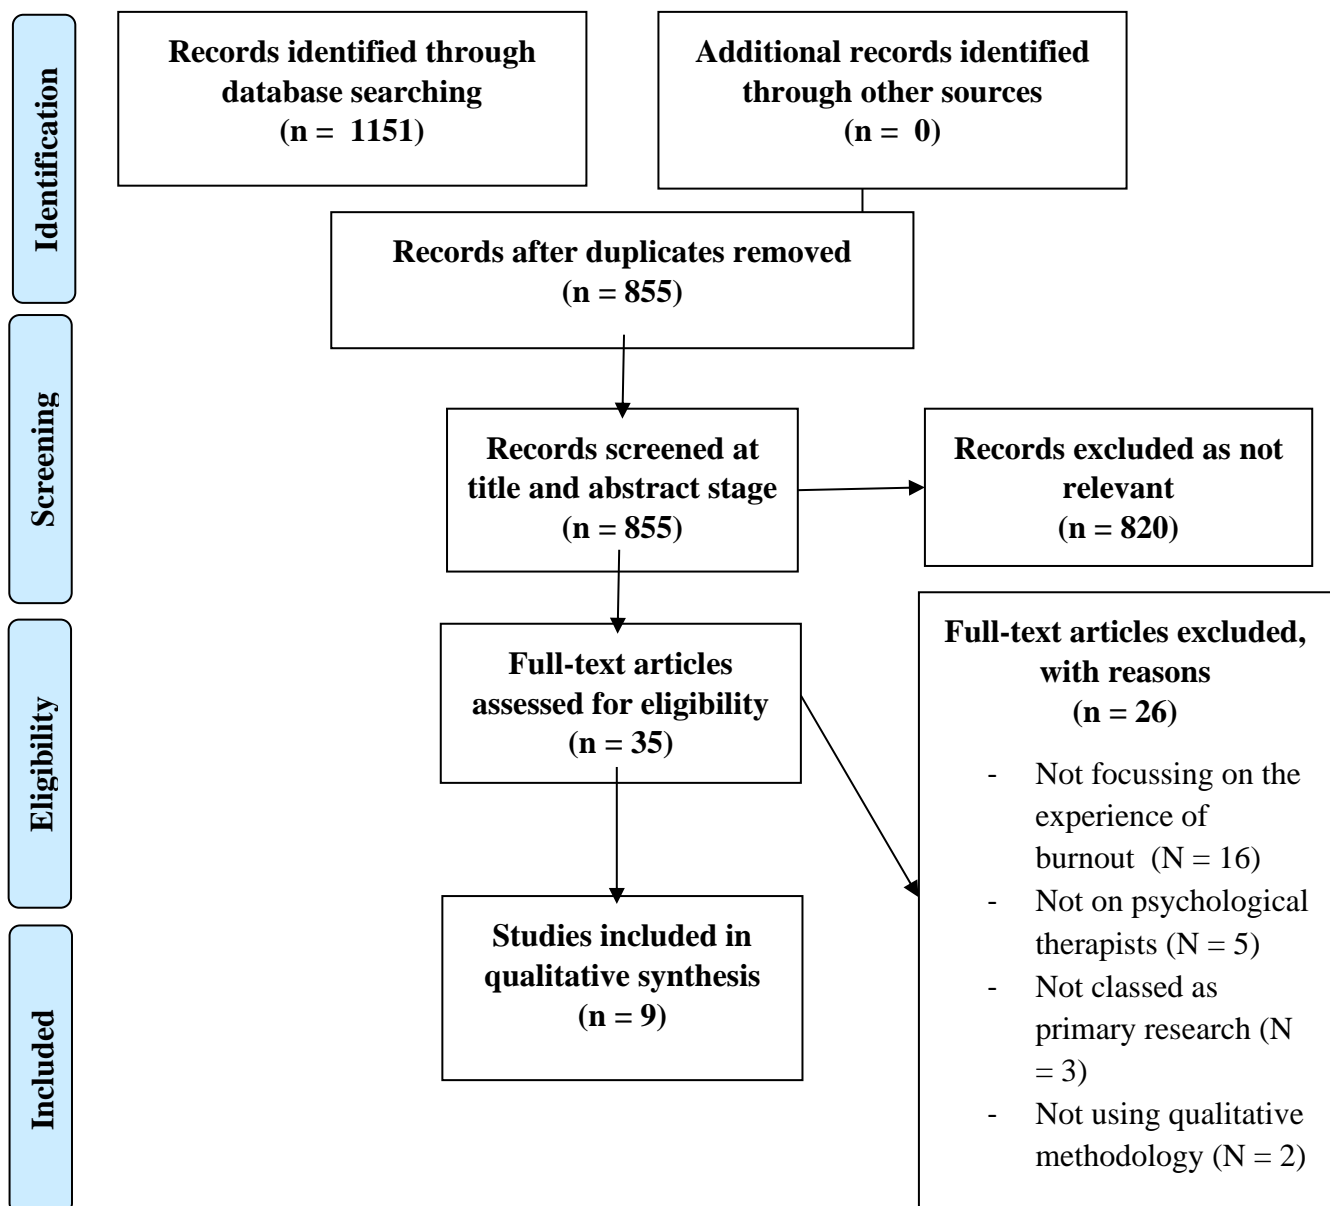 Identification
Records identified through
database searching
(n =  1151)
Additional records identified
through other sources
(n =  0)
Records after duplicates removed
(n = 855)
Screening
Records screened at
title and abstract stage
(n = 855)
Records excluded as not
relevant
(n = 820)
Eligibility
Full-text articles
assessed for eligibility
(n = 35)
Full-text articles excluded,
with reasons
(n = 26)
- Not focussing on the
experience of
burnout  (N = 16)
- Not on psychological
therapists (N = 5)
- Not classed as
primary research (N
= 3)
- Not using qualitative
methodology (N = 2)
Included
Studies included in
qualitative synthesis
(n = 9)